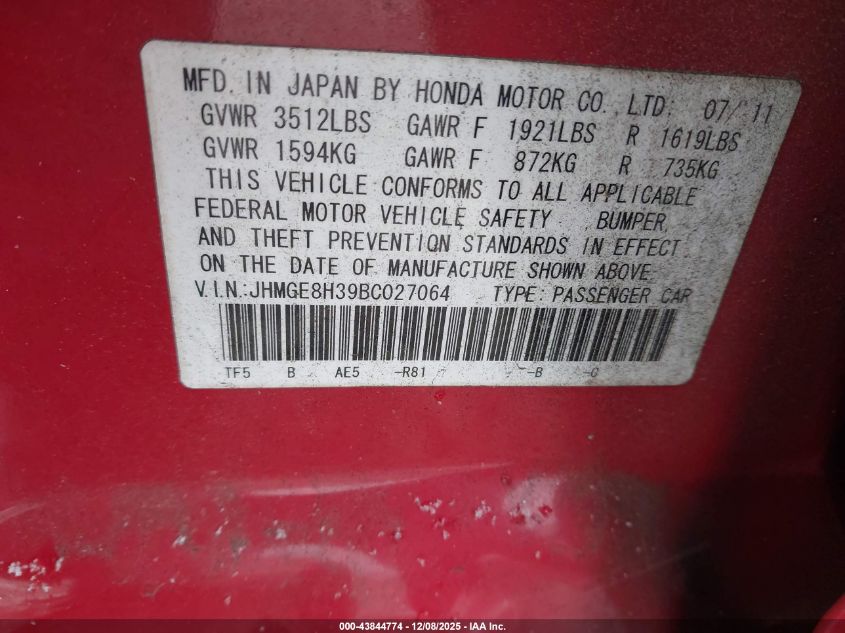 MFD. IN JAPAN BY HONDA MOTOR CO., LTD. 07/11
GVWR 3512LBS GAWR F 1921LBS R 1619LBS
GVWR 1594KG GAWR F 872KG R 735KG
THIS VEHICLE CONFORMS TO ALL APPLICABLE
FEDERAL MOTOR VEHICLE SAFETY, BUMPER,
AND THEFT PREVENTION STANDARDS IN EFFECT
ON THE DATE OF MANUFACTURE SHOWN ABOVE.
V.I.N.:JHMGE8H39BC027064 TYPE: PASSENGER CAR
TF5 B AE5 -R81 -B -C
000-43844774 | 12/08/2025 - IAA Inc.